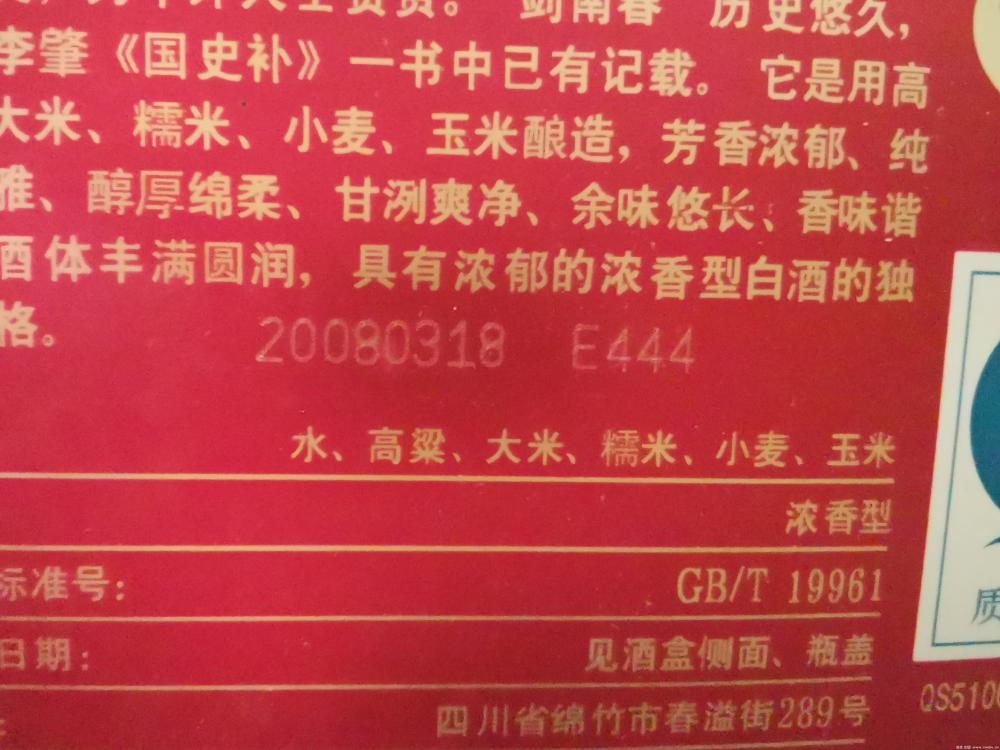 剑南春 历史悠久，
李肇《国史补》一书中已有记载。 它是用高
大米、糯米、小麦、玉米酿造，芳香浓郁、纯
雅、醇厚绵柔、甘洌爽净、余味悠长、香味谐
酒体丰满圆润，具有浓郁的浓香型白酒的独
格。
20080318 E444
水、高粱、大米、糯米、小麦、玉米
浓香型
标准号： GB/T 19961
日期： 见酒盒侧面、瓶盖
四川省绵竹市春溢街289号
质
QS5100